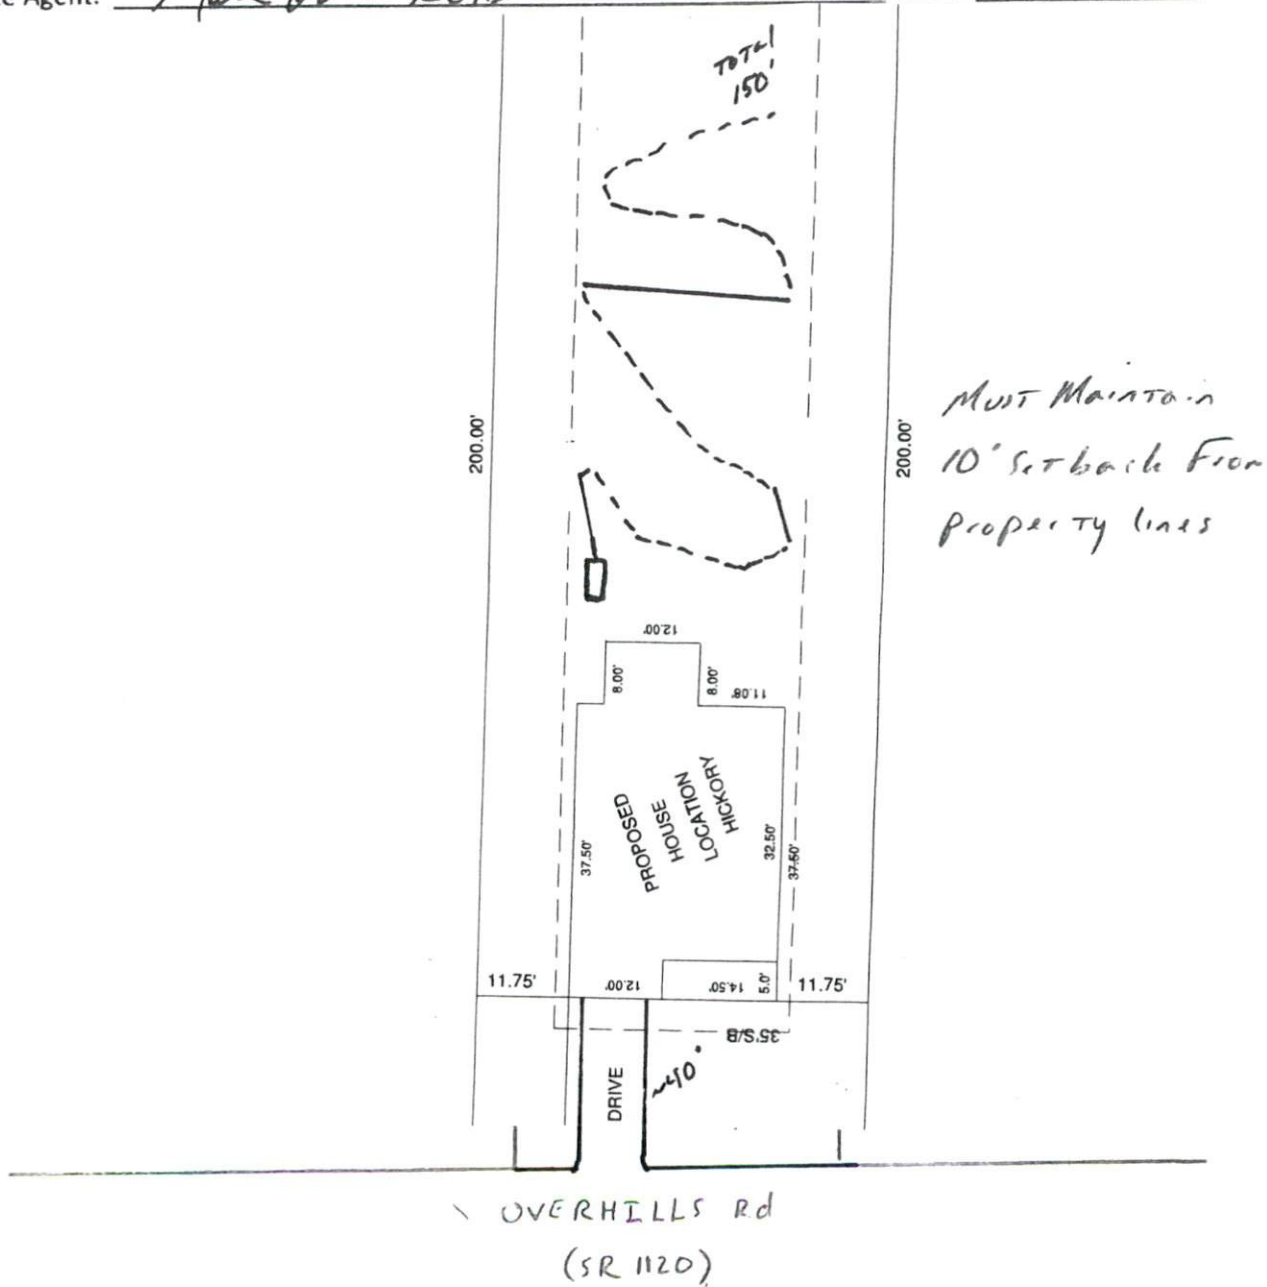 Agent:
TOTAl
150'
200.00'
200.00'
MUST MainTain
10' SeTback From
ProperTy lines
12.00'
8.00'
8.00'
11.08'
PROPOSED
HOUSE
LOCATION
HICKORY
37.50'
32.50'
37.50'
11.75'
12.00'
14.50'
5.0'
11.75'
35'S/B
DRIVE
~40'
OVERHILLS Rd
(SR 1120)